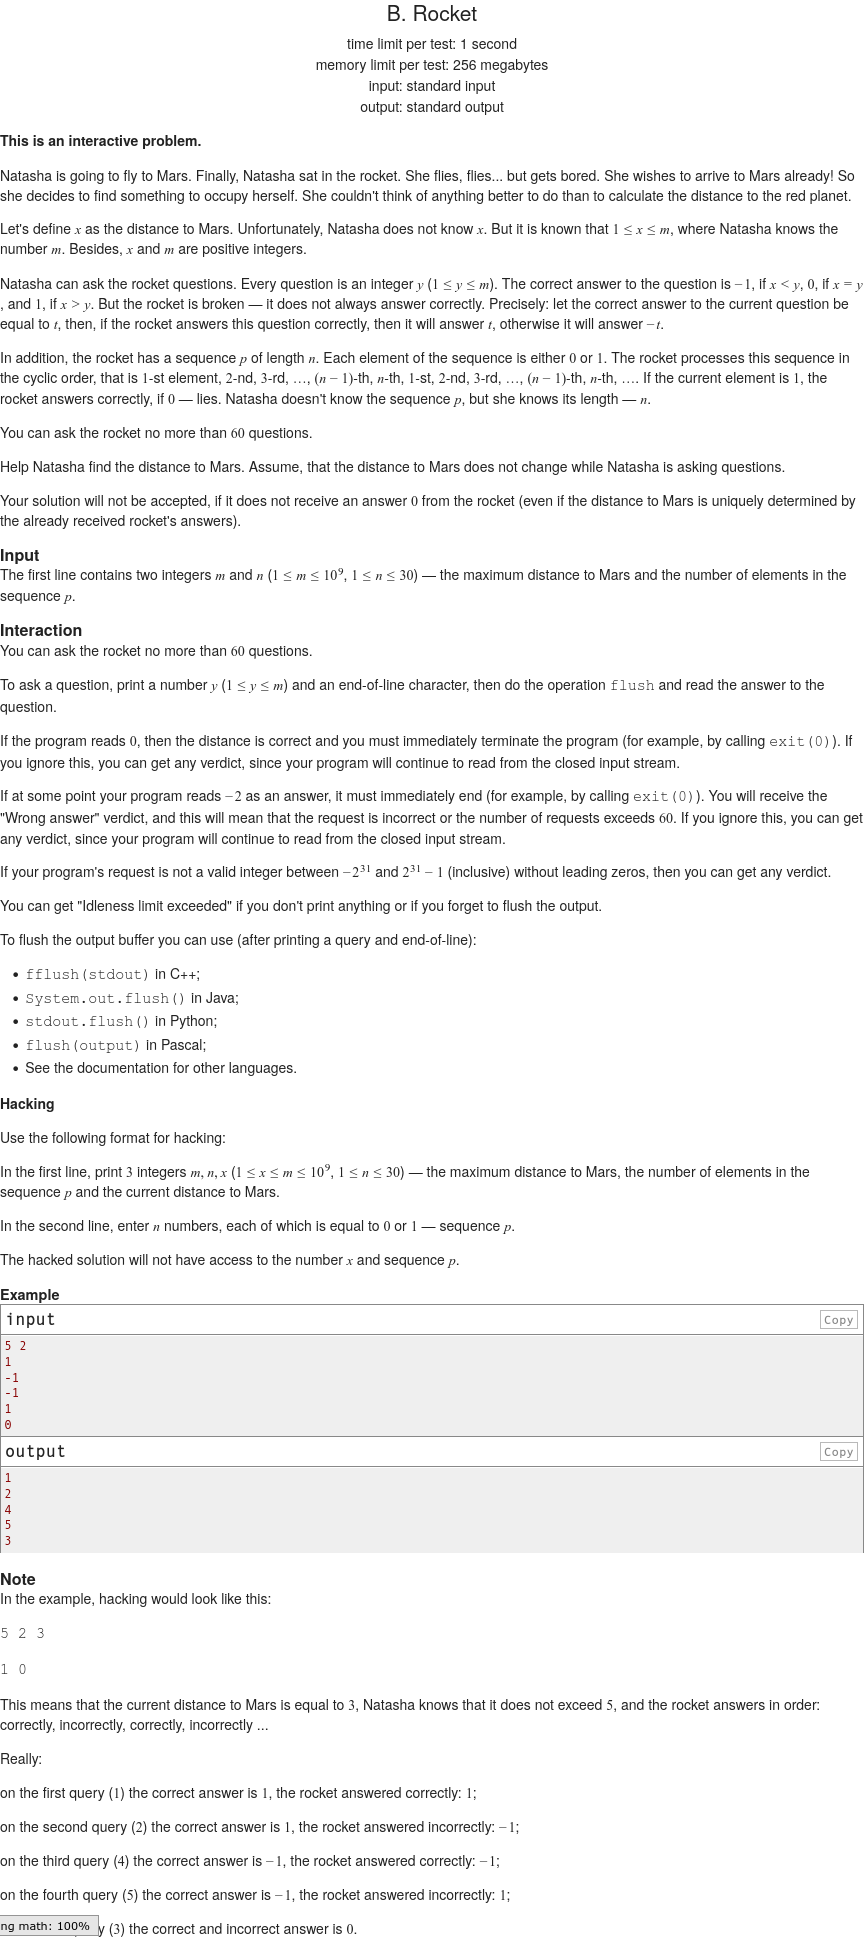 B. Rocket
time limit per test: 1 second
memory limit per test: 256 megabytes
input: standard input
output: standard output
This is an interactive problem.
Natasha is going to fly to Mars. Finally, Natasha sat in the rocket. She flies, flies... but gets bored. She wishes to arrive to Mars already! So
she decides to find something to occupy herself. She couldn't think of anything better to do than to calculate the distance to the red planet.
Let's define x as the distance to Mars. Unfortunately, Natasha does not know x. But it is known that 1 ≤ x ≤ m, where Natasha knows the
number m. Besides, x and m are positive integers.
Natasha can ask the rocket questions. Every question is an integer y (1 ≤ y ≤ m). The correct answer to the question is −1, if x < y, 0, if x = y
, and 1, if x > y. But the rocket is broken — it does not always answer correctly. Precisely: let the correct answer to the current question be
equal to t, then, if the rocket answers this question correctly, then it will answer t, otherwise it will answer −t.
In addition, the rocket has a sequence p of length n. Each element of the sequence is either 0 or 1. The rocket processes this sequence in
the cyclic order, that is 1-st element, 2-nd, 3-rd, ..., (n − 1)-th, n-th, 1-st, 2-nd, 3-rd, ..., (n − 1)-th, n-th, .... If the current element is 1, the
rocket answers correctly, if 0 — lies. Natasha doesn't know the sequence p, but she knows its length — n.
You can ask the rocket no more than 60 questions.
Help Natasha find the distance to Mars. Assume, that the distance to Mars does not change while Natasha is asking questions.
Your solution will not be accepted, if it does not receive an answer 0 from the rocket (even if the distance to Mars is uniquely determined by
the already received rocket's answers).
Input
The first line contains two integers m and n (1 ≤ m ≤ 10⁹, 1 ≤ n ≤ 30) — the maximum distance to Mars and the number of elements in the
sequence p.
Interaction
You can ask the rocket no more than 60 questions.
To ask a question, print a number y (1 ≤ y ≤ m) and an end-of-line character, then do the operation flush and read the answer to the
question.
If the program reads 0, then the distance is correct and you must immediately terminate the program (for example, by calling exit(0)). If
you ignore this, you can get any verdict, since your program will continue to read from the closed input stream.
If at some point your program reads −2 as an answer, it must immediately end (for example, by calling exit(0)). You will receive the
"Wrong answer" verdict, and this will mean that the request is incorrect or the number of requests exceeds 60. If you ignore this, you can get
any verdict, since your program will continue to read from the closed input stream.
If your program's request is not a valid integer between −2³¹ and 2³¹ − 1 (inclusive) without leading zeros, then you can get any verdict.
You can get "Idleness limit exceeded" if you don't print anything or if you forget to flush the output.
To flush the output buffer you can use (after printing a query and end-of-line):
• fflush(stdout) in C++;
• System.out.flush() in Java;
• stdout.flush() in Python;
• flush(output) in Pascal;
• See the documentation for other languages.
Hacking
Use the following format for hacking:
In the first line, print 3 integers m, n, x (1 ≤ x ≤ m ≤ 10⁹, 1 ≤ n ≤ 30) — the maximum distance to Mars, the number of elements in the
sequence p and the current distance to Mars.
In the second line, enter n numbers, each of which is equal to 0 or 1 — sequence p.
The hacked solution will not have access to the number x and sequence p.
Example
input Copy
5 2
1
-1
-1
1
0
output Copy
1
2
4
5
3
Note
In the example, hacking would look like this:
5 2 3
1 0
This means that the current distance to Mars is equal to 3, Natasha knows that it does not exceed 5, and the rocket answers in order:
correctly, incorrectly, correctly, incorrectly ...
Really:
on the first query (1) the correct answer is 1, the rocket answered correctly: 1;
on the second query (2) the correct answer is 1, the rocket answered incorrectly: −1;
on the third query (4) the correct answer is −1, the rocket answered correctly: −1;
on the fourth query (5) the correct answer is −1, the rocket answered incorrectly: 1;
ng math: 100% y (3) the correct and incorrect answer is 0.